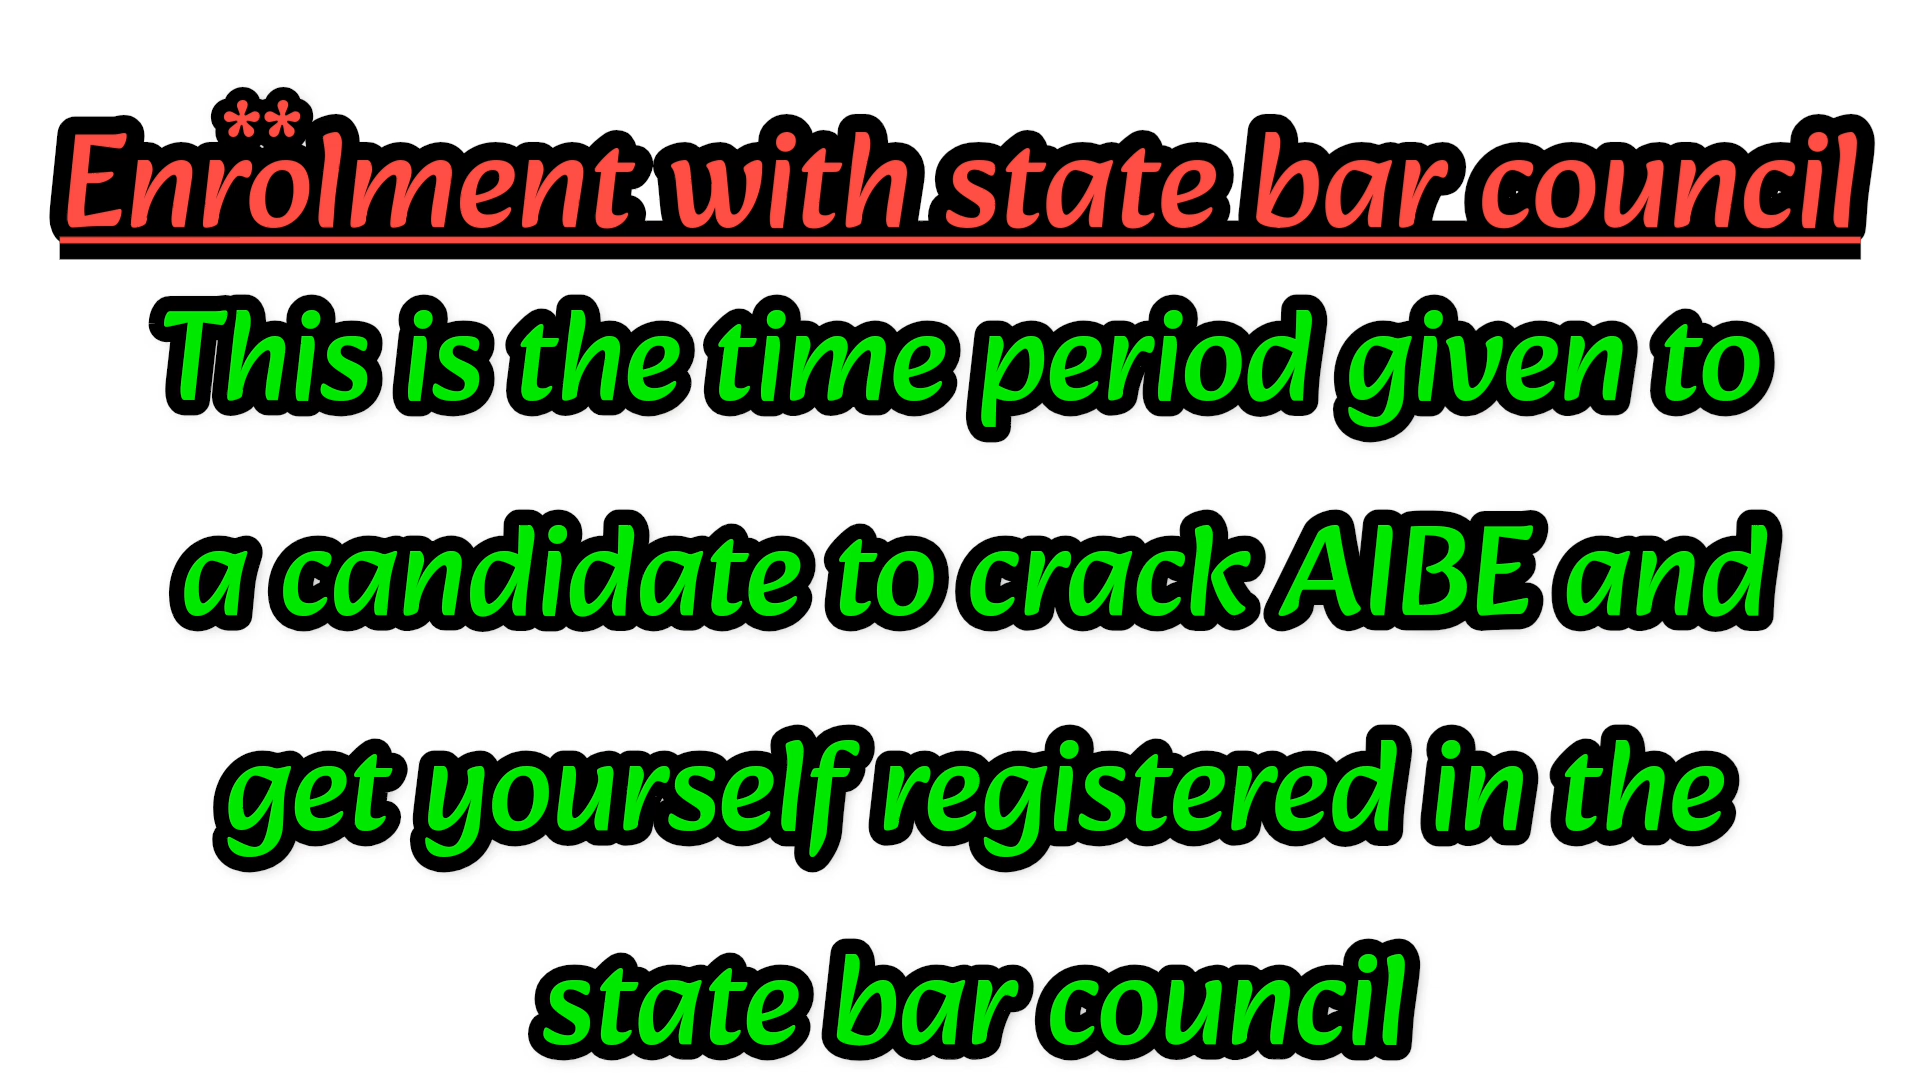 **
Enrolment with state bar council
This is the time period given to
a candidate to crack AIBE and
get yourself registered in the
state bar council